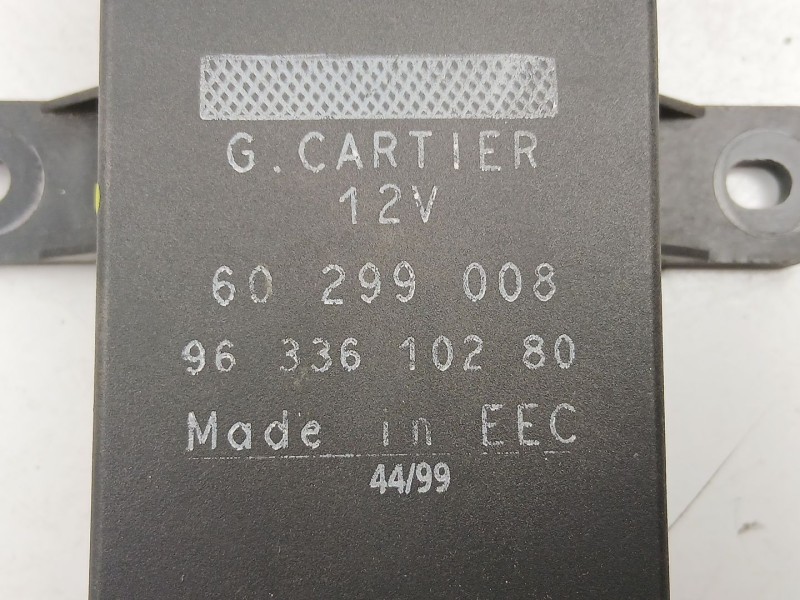 G. CARTIER
12V
60 299 008
96 336 102 80
Made in EEC
44/99